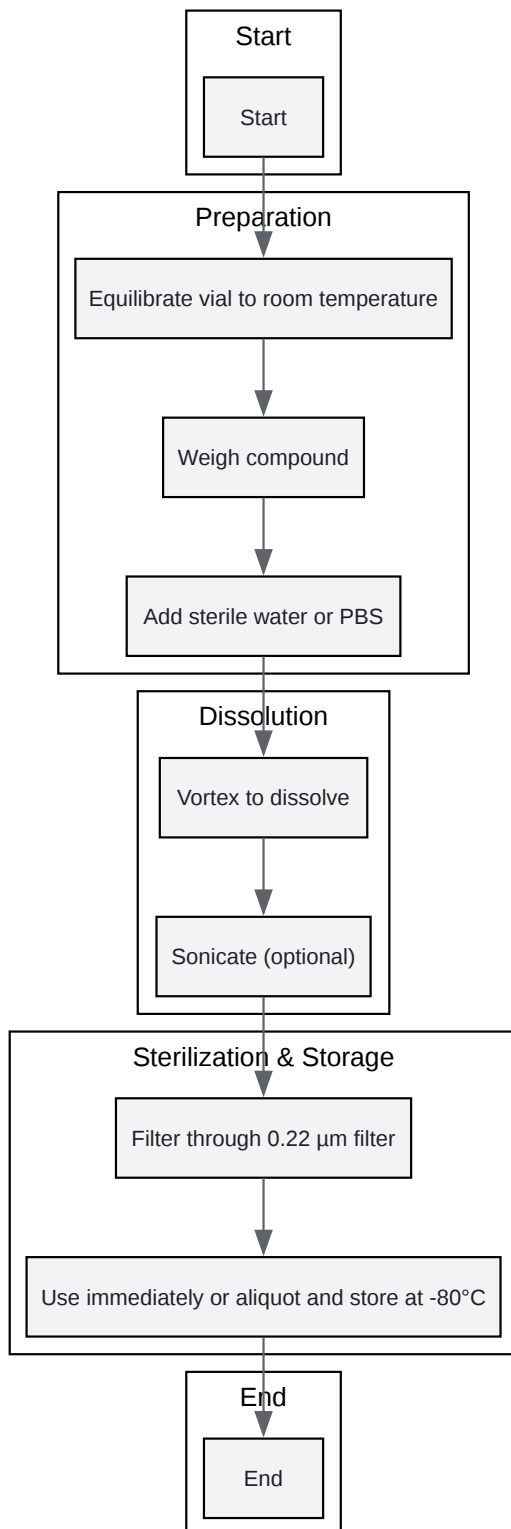 Start
Start
Preparation
Equilibrate vial to room temperature
Weigh compound
Add sterile water or PBS
Dissolution
Vortex to dissolve
Sonicate (optional)
Sterilization & Storage
Filter through 0.22 µm filter
Use immediately or aliquot and store at -80°C
End
End